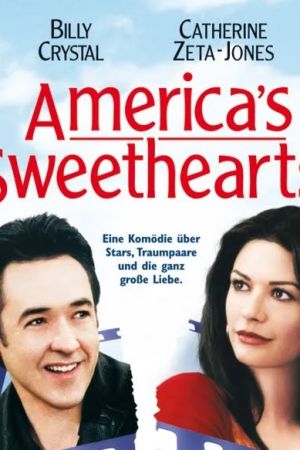 BILLY CRYSTAL
CATHERINE ZETA-JONES
America's
Sweethearts
Eine Komödie über
Stars, Traumpaare
und die ganz
große Liebe.